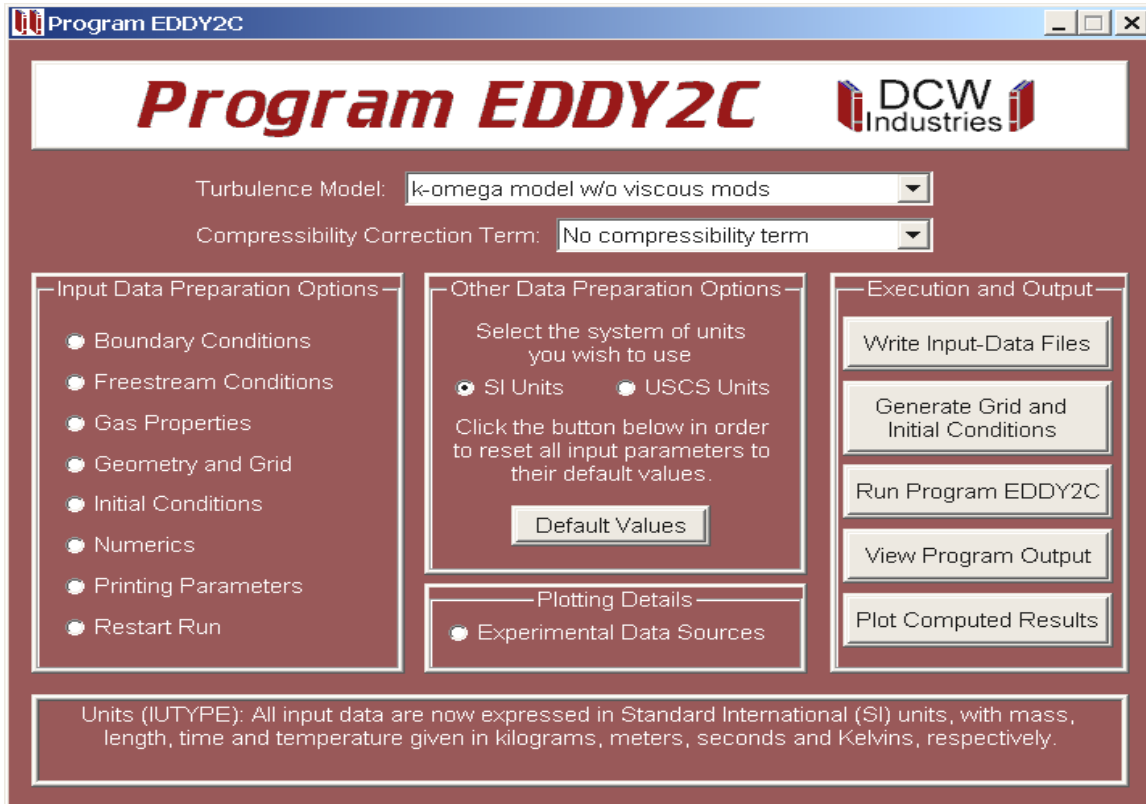 Program EDDY2C
Program EDDY2C
DCW
Industries
Turbulence Model: k-omega model w/o viscous mods
Compressibility Correction Term: No compressibility term
Input Data Preparation Options
Boundary Conditions
Freestream Conditions
Gas Properties
Geometry and Grid
Initial Conditions
Numerics
Printing Parameters
Restart Run
Other Data Preparation Options
Select the system of units
you wish to use
SI Units USCS Units
Click the button below in order
to reset all input parameters to
their default values.
Default Values
Plotting Details
Experimental Data Sources
Execution and Output
Write Input-Data Files
Generate Grid and
Initial Conditions
Run Program EDDY2C
View Program Output
Plot Computed Results
Units (IUTYPE): All input data are now expressed in Standard International (SI) units, with mass,
length, time and temperature given in kilograms, meters, seconds and Kelvins, respectively.